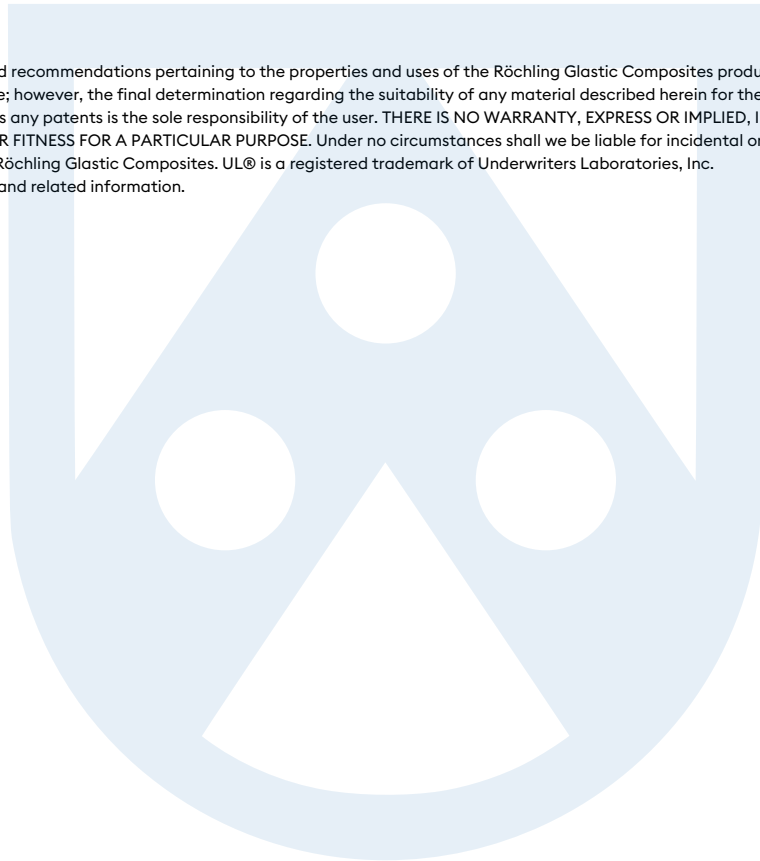 d recommendations pertaining to the properties and uses of the Röchling Glastic Composites produ
e; however, the final determination regarding the suitability of any material described herein for the
s any patents is the sole responsibility of the user. THERE IS NO WARRANTY, EXPRESS OR IMPLIED, I
R FITNESS FOR A PARTICULAR PURPOSE. Under no circumstances shall we be liable for incidental or
Röchling Glastic Composites. UL® is a registered trademark of Underwriters Laboratories, Inc.
and related information.